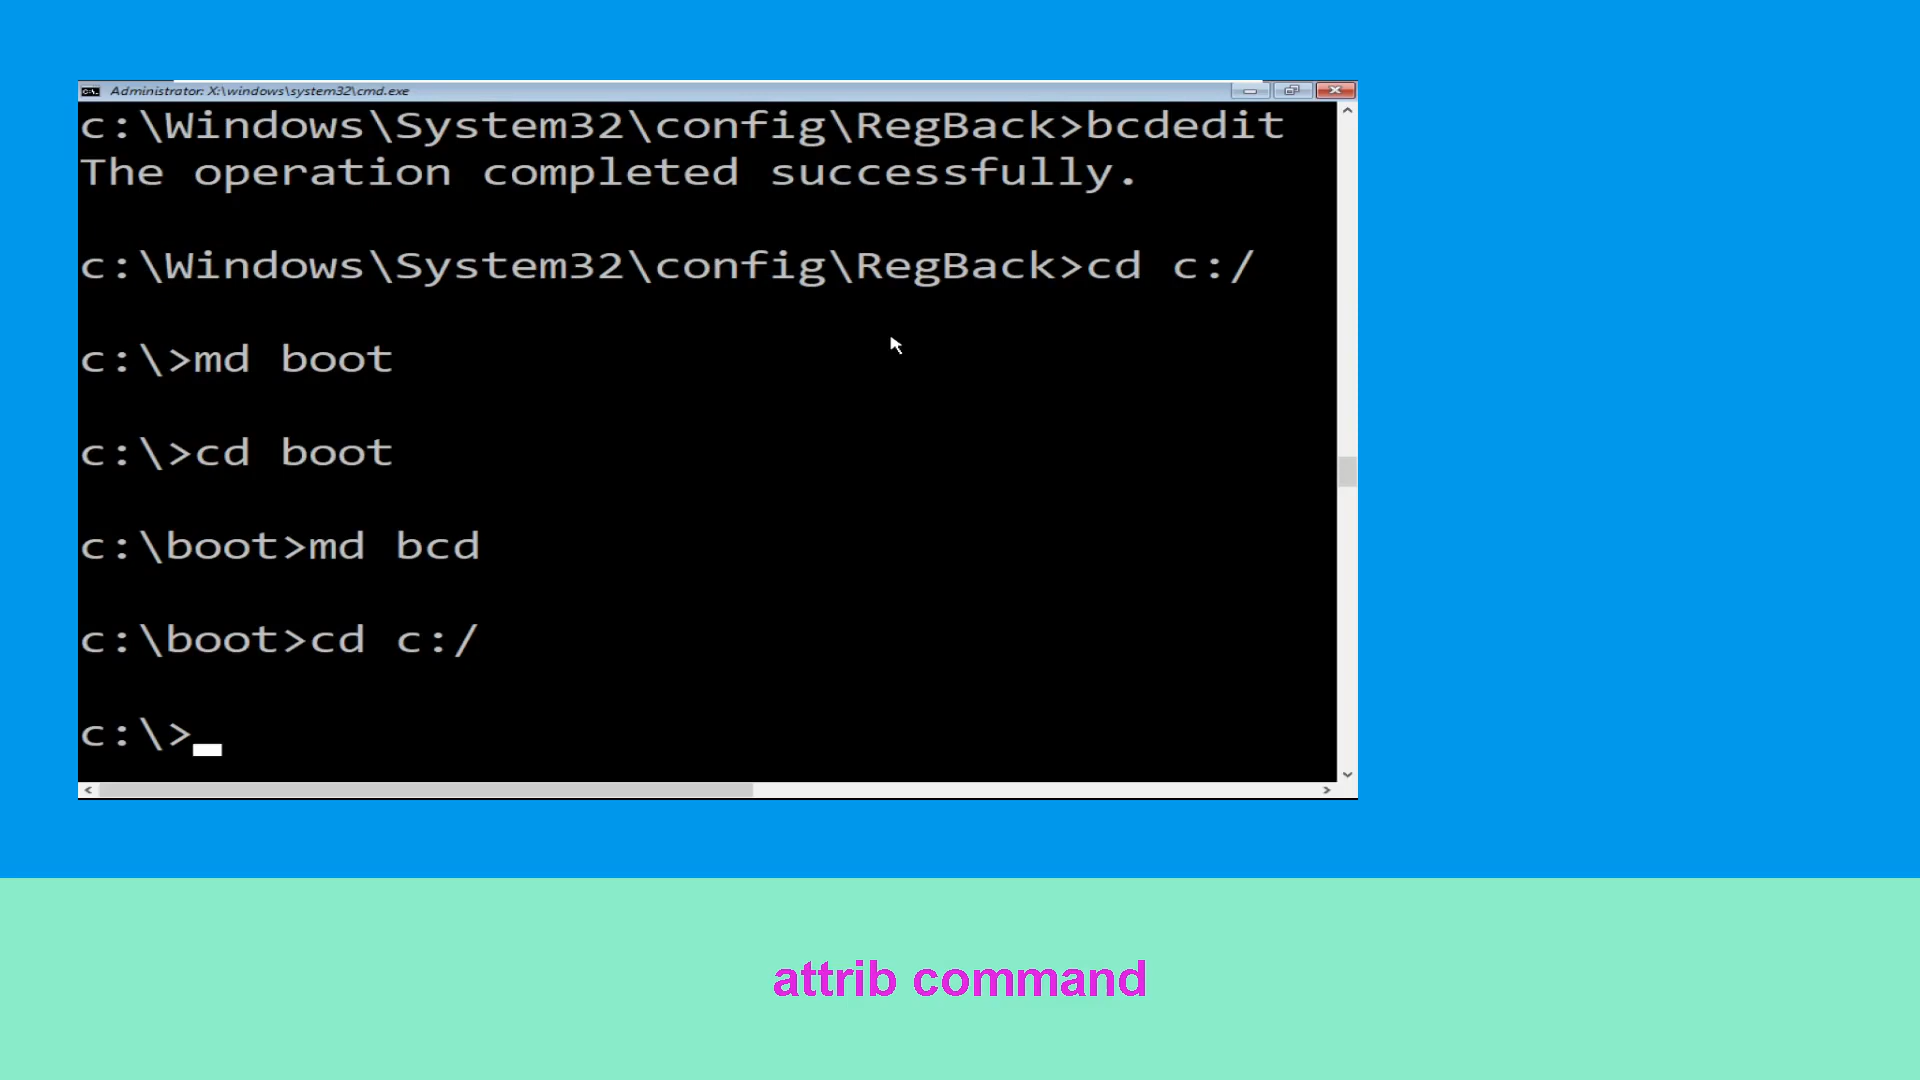 Administrator: X:\windows\system32\cmd.exe
c:\Windows\System32\config\RegBack>bcdedit
The operation completed successfully.
c:\Windows\System32\config\RegBack>cd c:/
c:\>md boot
c:\>cd boot
c:\boot>md bcd
c:\boot>cd c:/
c:\>
attrib command